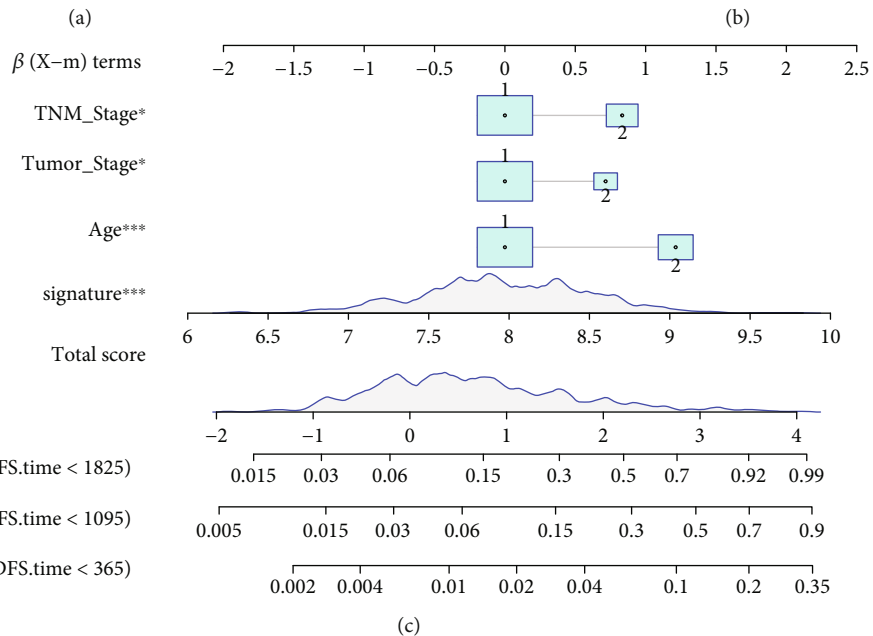 (a) (b)
β (X−m) terms
−2 −1.5 −1 −0.5 0 0.5 1 1.5 2 2.5
TNM_Stage*
1
2
Tumor_Stage*
1
2
Age***
1
2
signature***
6 6.5 7 7.5 8 8.5 9 9.5 10
Total score
−2 −1 0 1 2 3 4
FS.time < 1825)
0.015 0.03 0.06 0.15 0.3 0.5 0.7 0.92 0.99
FS.time < 1095)
0.005 0.015 0.03 0.06 0.15 0.3 0.5 0.7 0.9
DFS.time < 365)
0.002 0.004 0.01 0.02 0.04 0.1 0.2 0.35
(c)